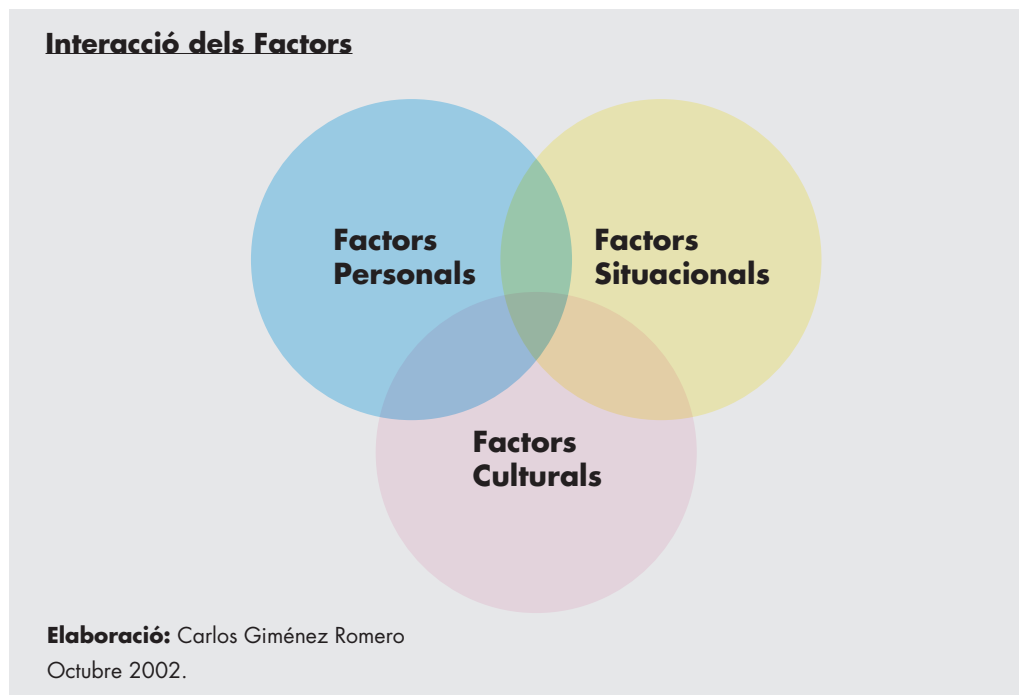 Interacció dels Factors
Factors
Personals
Factors
Situacionals
Factors
Culturals
Elaboració: Carlos Giménez Romero
Octubre 2002.